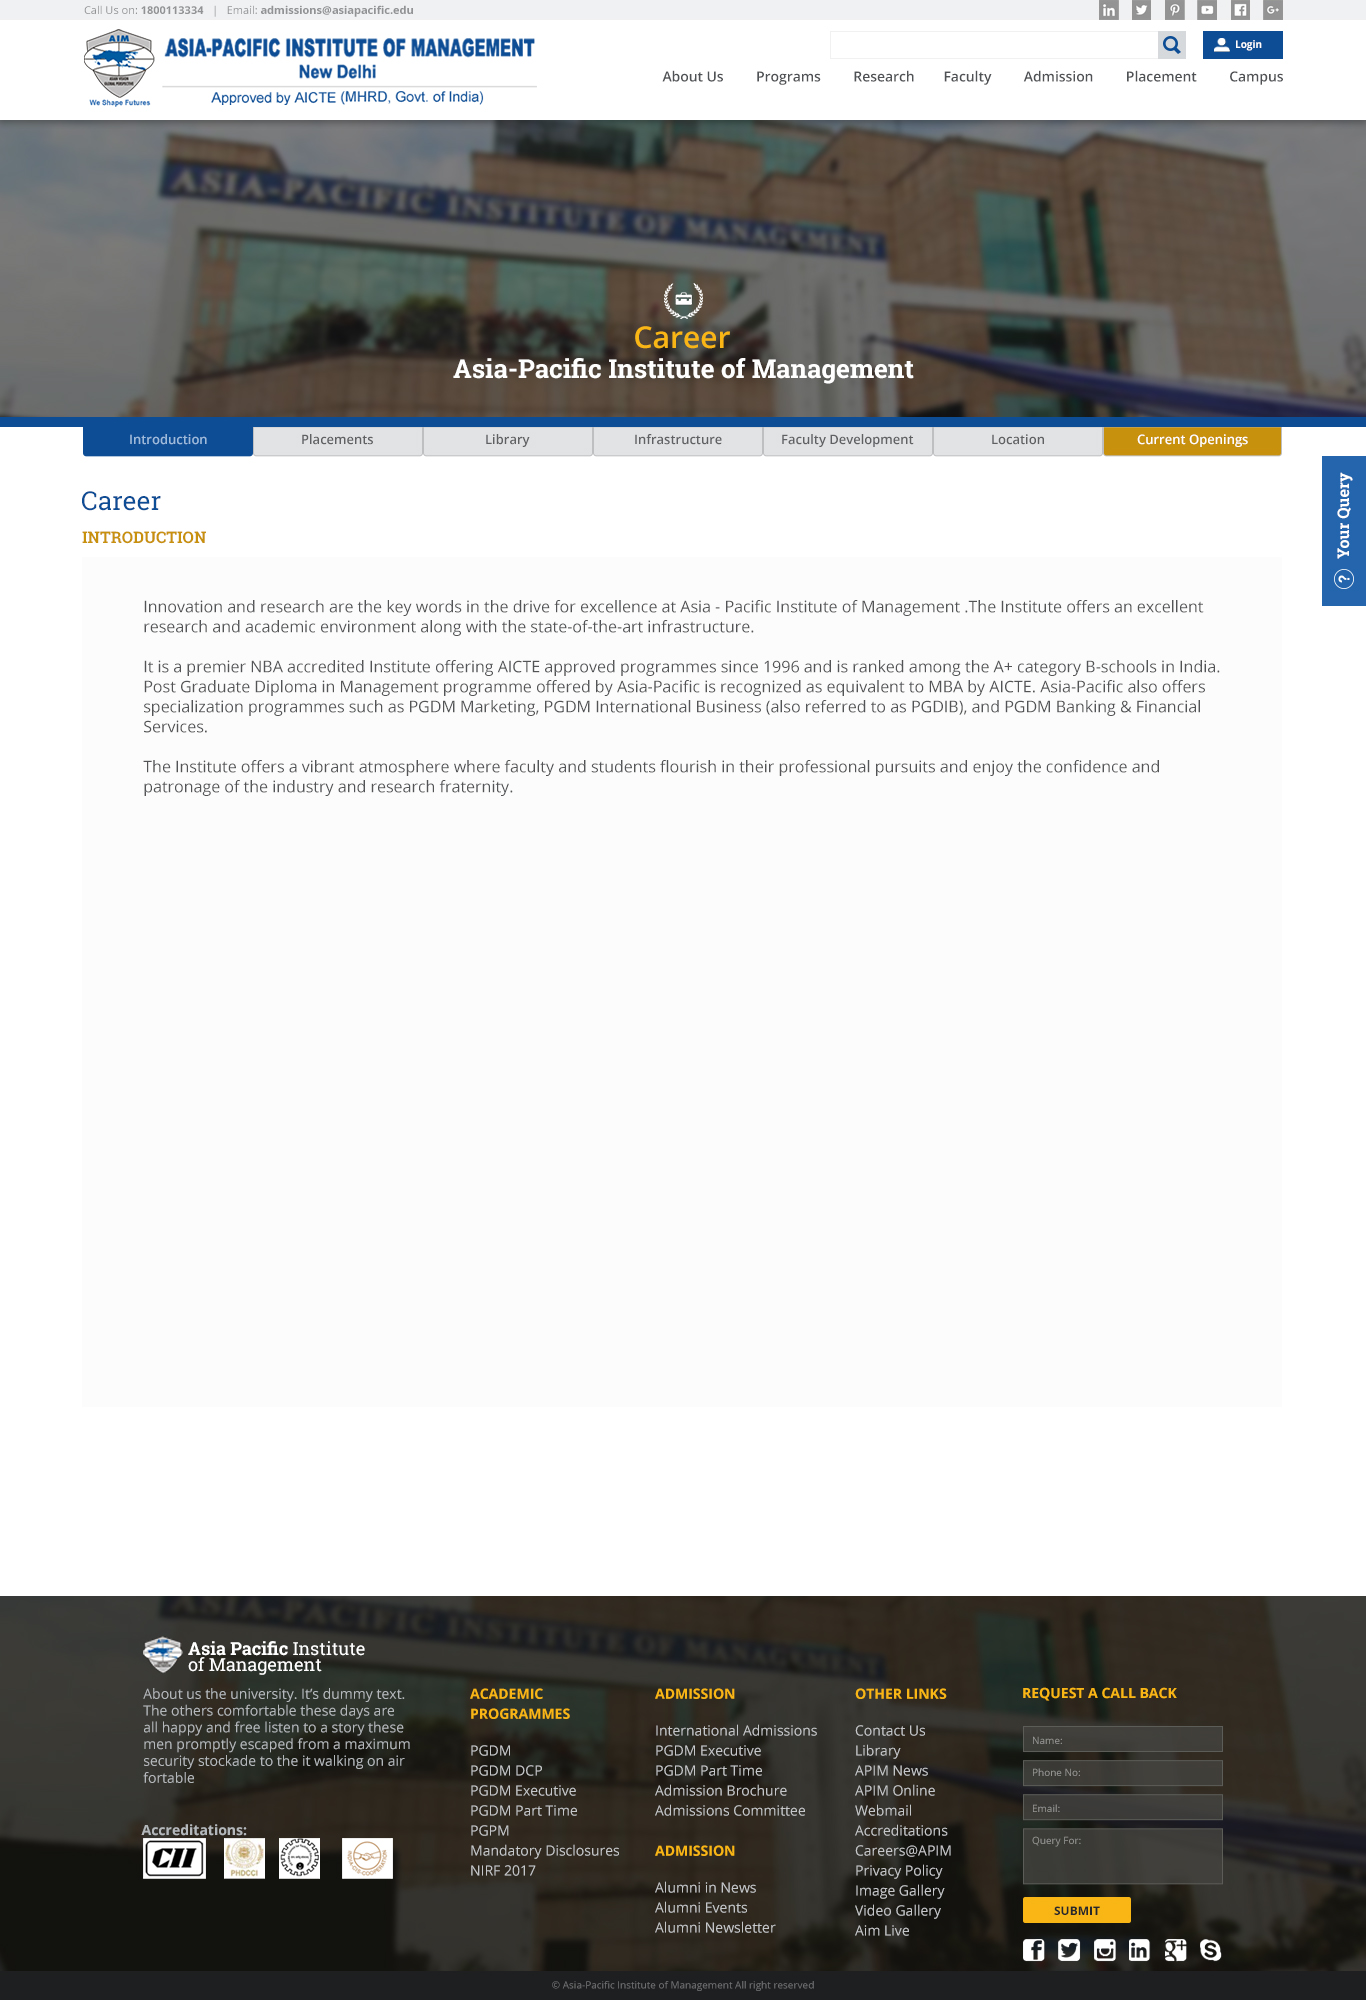 Call Us on: 1800113334 | Email: admissions@asiapacific.edu
AIM
ASIAN VISION
GLOBAL PERSPECTIVE
We Shape Futures
ASIA-PACIFIC INSTITUTE OF MANAGEMENT
New Delhi
Approved by AICTE (MHRD, Govt. of India)
Login
About Us Programs Research Faculty Admission Placement Campus
ASIA-PACIFIC INSTITUTE OF MANAGEMENT
Career
Asia-Pacific Institute of Management
Introduction Placements Library Infrastructure Faculty Development Location Current Openings
Your Query
Career
INTRODUCTION
Innovation and research are the key words in the drive for excellence at Asia - Pacific Institute of Management .The Institute offers an excellent
research and academic environment along with the state-of-the-art infrastructure.
It is a premier NBA accredited Institute offering AICTE approved programmes since 1996 and is ranked among the A+ category B-schools in India.
Post Graduate Diploma in Management programme offered by Asia-Pacific is recognized as equivalent to MBA by AICTE. Asia-Pacific also offers
specialization programmes such as PGDM Marketing, PGDM International Business (also referred to as PGDIB), and PGDM Banking & Financial
Services.
The Institute offers a vibrant atmosphere where faculty and students flourish in their professional pursuits and enjoy the confidence and
patronage of the industry and research fraternity.
ASIA-PACIFIC INSTITUTE OF MANAGEMENT
Asia Pacific Institute
of Management
About us the university. It's dummy text.
The others comfortable these days are
all happy and free listen to a story these
men promptly escaped from a maximum
security stockade to the it walking on air
fortable
Accreditations:
CII
PHDCCI
ACADEMIC
PROGRAMMES
PGDM
PGDM DCP
PGDM Executive
PGDM Part Time
PGPM
Mandatory Disclosures
NIRF 2017
ADMISSION
International Admissions
PGDM Executive
PGDM Part Time
Admission Brochure
Admissions Committee
ADMISSION
Alumni in News
Alumni Events
Alumni Newsletter
OTHER LINKS
Contact Us
Library
APIM News
APIM Online
Webmail
Accreditations
Careers@APIM
Privacy Policy
Image Gallery
Video Gallery
Aim Live
REQUEST A CALL BACK
Name:
Phone No:
Email:
Query For:
SUBMIT
© Asia-Pacific Institute of Management All right reserved